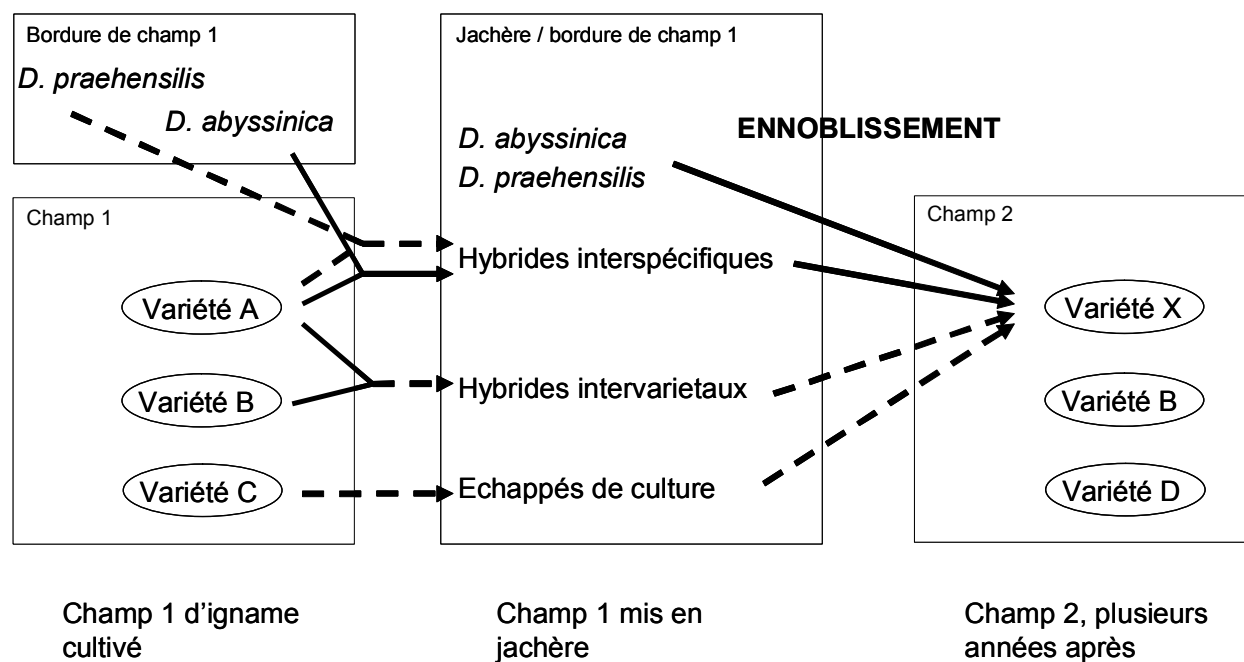 Bordure de champ 1
D. praehensilis
D. abyssinica
Champ 1
Variété A
Variété B
Variété C
Jachère / bordure de champ 1
D. abyssinica
D. praehensilis
Hybrides interspécifiques
Hybrides intervarietaux
Echappés de culture
ENNOBLISSEMENT
Champ 2
Variété X
Variété B
Variété D
Champ 1 d'igname
cultivé
Champ 1 mis en
jachère
Champ 2, plusieurs
années après